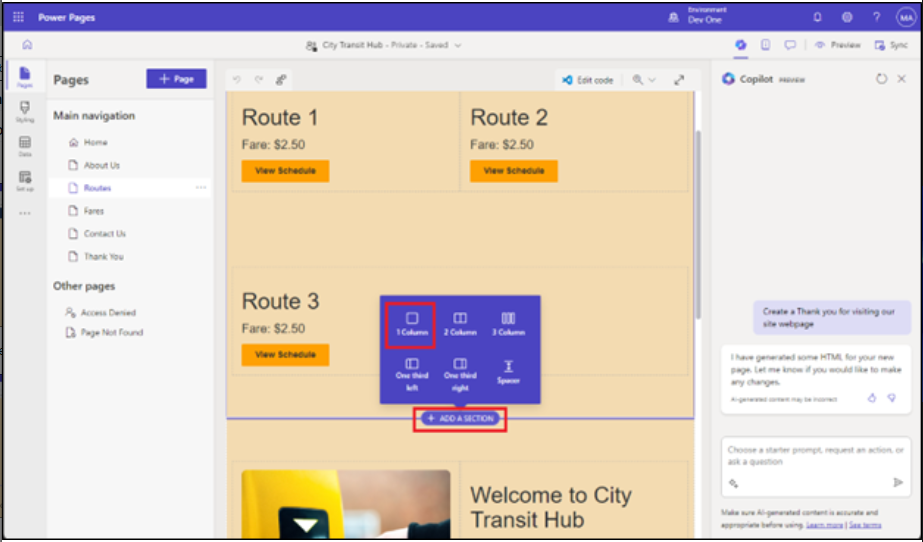 Power Pages
Environment
Dev One
MA
City Transit Hub - Private - Saved
Preview
Sync
Pages
Styling
Data
Set up
Pages
+ Page
Main navigation
Home
About Us
Routes
Fares
Contact Us
Thank You
Other pages
Access Denied
Page Not Found
Edit code
Route 1
Fare: $2.50
View Schedule
Route 2
Fare: $2.50
View Schedule
Route 3
Fare: $2.50
View Schedule
1 Column
2 Column
3 Column
One third
left
One third
right
Spacer
+ ADD A SECTION
Welcome to City
Transit Hub
Copilot PREVIEW
Create a Thank you for visiting our
site webpage
I have generated some HTML for your new
page. Let me know if you would like to make
any changes.
AI-generated content may be incorrect
Choose a starter prompt, request an action, or
ask a question
Make sure AI-generated content is accurate and
appropriate before using. Learn more | See terms